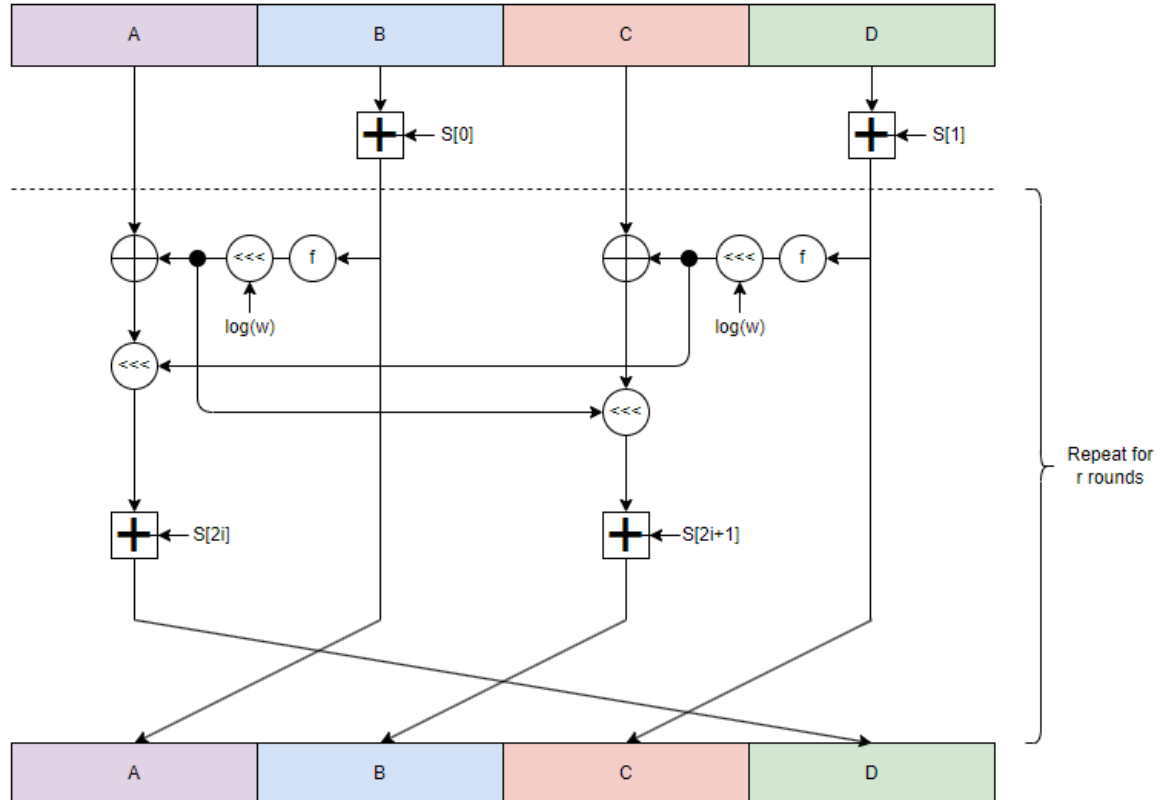 A
B
C
D
S[0]
S[1]
<<<
f
<<<
f
log(w)
log(w)
<<<
<<<
Repeat for
r rounds
S[2i]
S[2i+1]
A
B
C
D